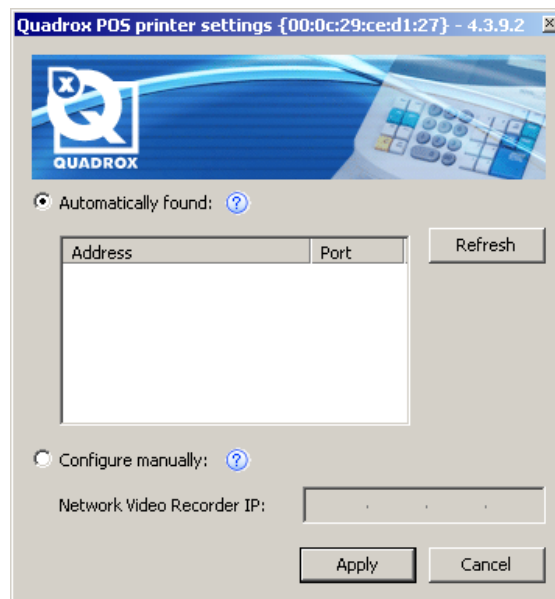 Quadrox POS printer settings {00:0c:29:ce:d1:27} - 4.3.9.2
x
Q
QUADROX
Automatically found: ?
Address Port
Refresh
Configure manually: ?
Network Video Recorder IP: . . .
Apply Cancel